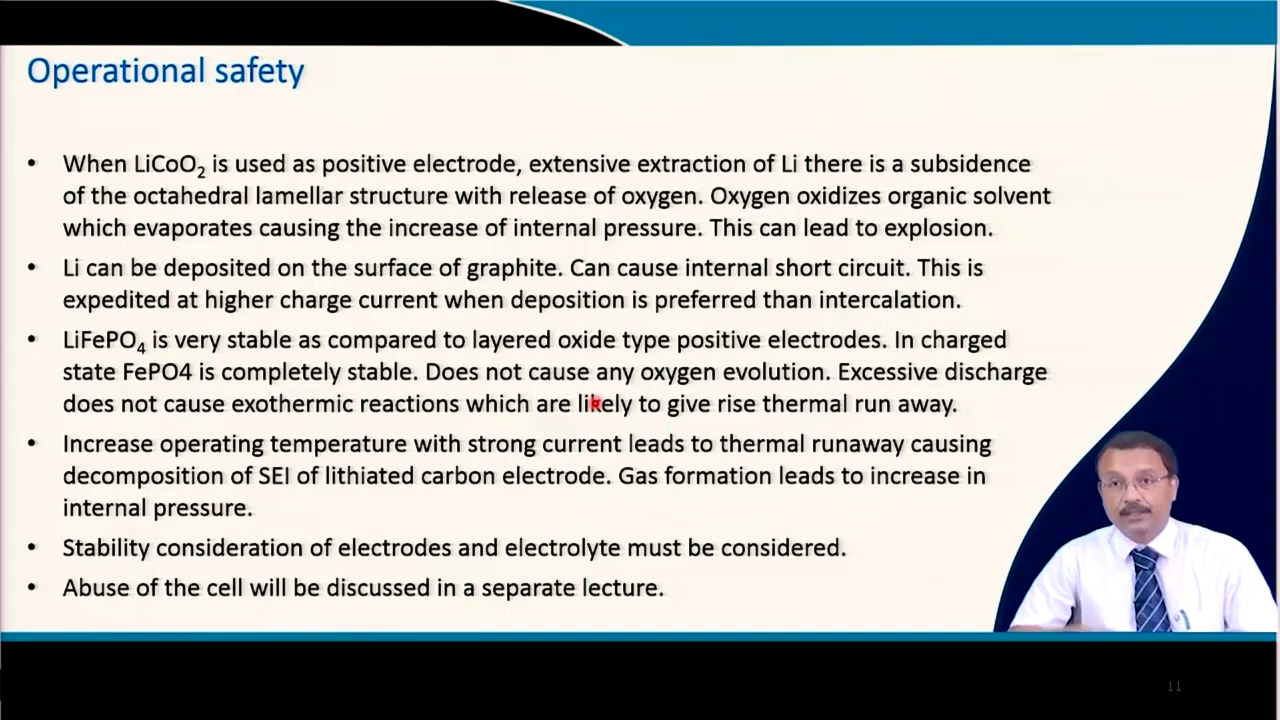 Operational safety
• When LiCoO₂ is used as positive electrode, extensive extraction of Li there is a subsidence
of the octahedral lamellar structure with release of oxygen. Oxygen oxidizes organic solvent
which evaporates causing the increase of internal pressure. This can lead to explosion.
• Li can be deposited on the surface of graphite. Can cause internal short circuit. This is
expedited at higher charge current when deposition is preferred than intercalation.
• LiFePO₄ is very stable as compared to layered oxide type positive electrodes. In charged
state FePO4 is completely stable. Does not cause any oxygen evolution. Excessive discharge
does not cause exothermic reactions which are likely to give rise thermal run away.
• Increase operating temperature with strong current leads to thermal runaway causing
decomposition of SEI of lithiated carbon electrode. Gas formation leads to increase in
internal pressure.
• Stability consideration of electrodes and electrolyte must be considered.
• Abuse of the cell will be discussed in a separate lecture.
11